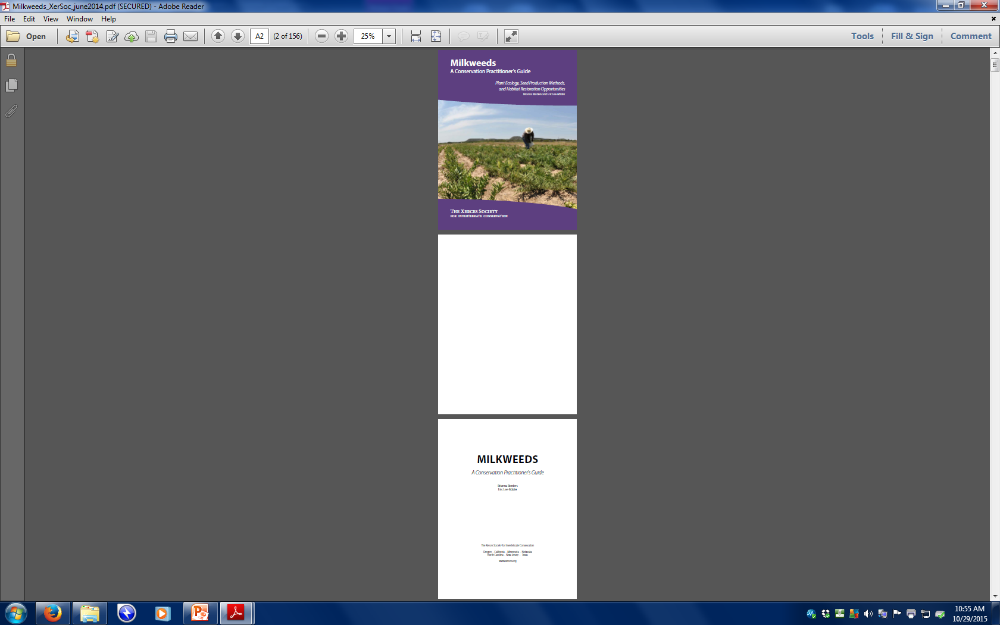 Milkweeds_XerSoc_june2014.pdf (SECURED) - Adobe Reader
File Edit View Window Help
Open A2 (2 of 156) 25% Tools Fill & Sign Comment
Milkweeds
A Conservation Practitioner's Guide
Plant Ecology, Seed Production Methods,
and Habitat Restoration Opportunities
Brianna Borders and Eric Lee-Mäder
THE XERCES SOCIETY
FOR INVERTEBRATE CONSERVATION
MILKWEEDS
A Conservation Practitioner's Guide
Brianna Borders
Eric Lee-Mäder
The Xerces Society for Invertebrate Conservation
Oregon . California . Minnesota . Nebraska
North Carolina . New Jersey . Texas
www.xerces.org
10:55 AM
10/29/2015